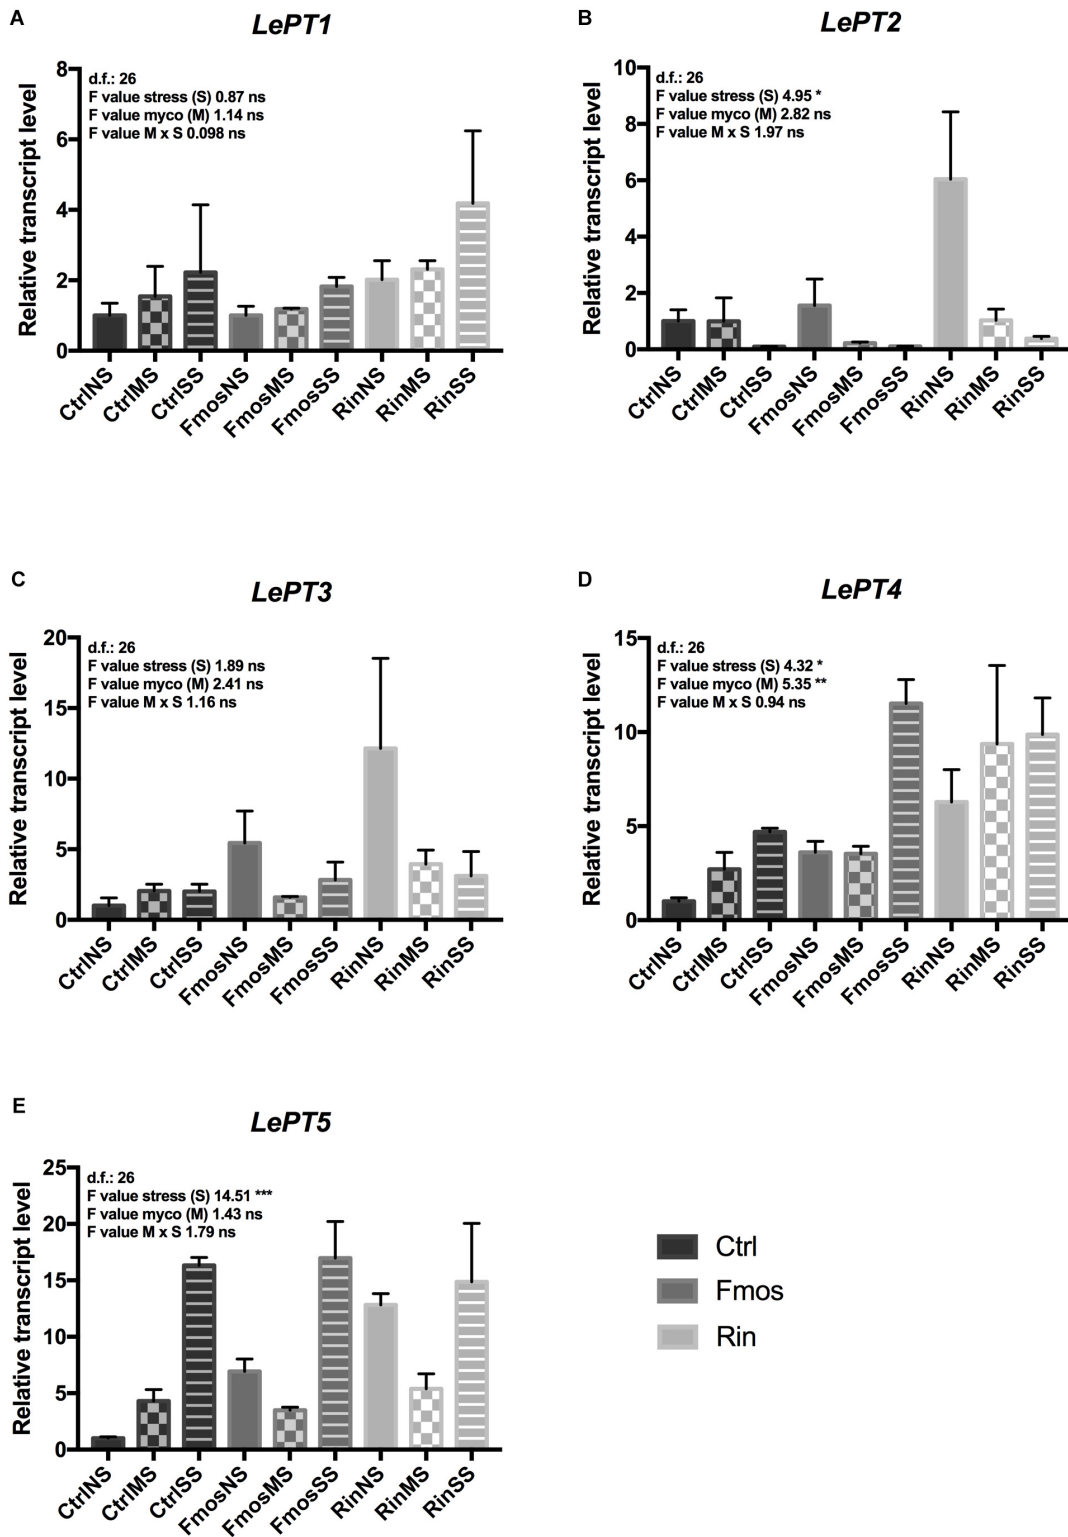 A
LePT1
Relative transcript level
8
6
4
2
0
d.f.: 26
F value stress (S) 0.87 ns
F value myco (M) 1.14 ns
F value M x S 0.098 ns
CtrlNS
CtrlMS
CtrlSS
FmosNS
FmosMS
FmosSS
RinNS
RinMS
RinSS
B
LePT2
Relative transcript level
10
8
6
4
2
0
d.f.: 26
F value stress (S) 4.95 *
F value myco (M) 2.82 ns
F value M x S 1.97 ns
CtrlNS
CtrlMS
CtrlSS
FmosNS
FmosMS
FmosSS
RinNS
RinMS
RinSS
C
LePT3
Relative transcript level
20
15
10
5
0
d.f.: 26
F value stress (S) 1.89 ns
F value myco (M) 2.41 ns
F value M x S 1.16 ns
CtrlNS
CtrlMS
CtrlSS
FmosNS
FmosMS
FmosSS
RinNS
RinMS
RinSS
D
LePT4
Relative transcript level
15
10
5
0
d.f.: 26
F value stress (S) 4.32 *
F value myco (M) 5.35 **
F value M x S 0.94 ns
CtrlNS
CtrlMS
CtrlSS
FmosNS
FmosMS
FmosSS
RinNS
RinMS
RinSS
E
LePT5
Relative transcript level
25
20
15
10
5
0
d.f.: 26
F value stress (S) 14.51 ***
F value myco (M) 1.43 ns
F value M x S 1.79 ns
CtrlNS
CtrlMS
CtrlSS
FmosNS
FmosMS
FmosSS
RinNS
RinMS
RinSS
Ctrl
Fmos
Rin